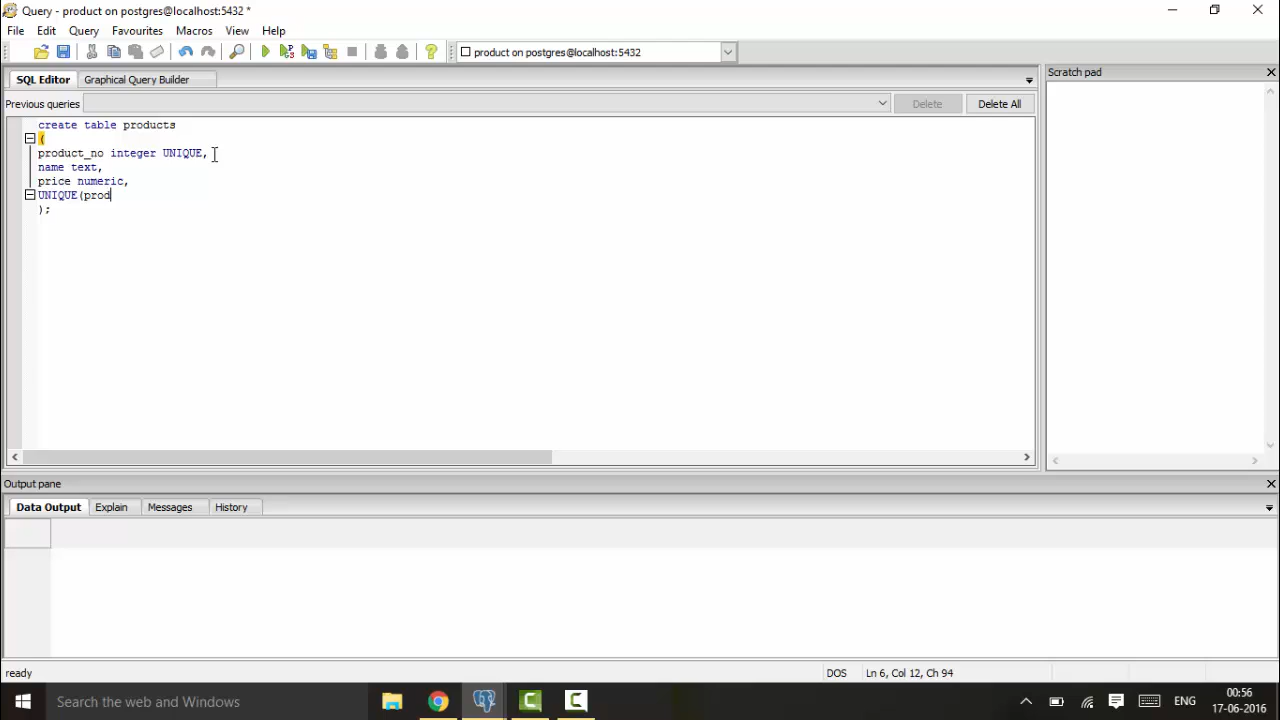 Query - product on postgres@localhost:5432 *
File Edit Query Favourites Macros View Help
product on postgres@localhost:5432
SQL Editor Graphical Query Builder
Scratch pad
Previous queries Delete Delete All
create table products
(
product_no integer UNIQUE,
name text,
price numeric,
UNIQUE(prod
);
Output pane
Data Output Explain Messages History
ready DOS Ln 6, Col 12, Ch 94
Search the web and Windows ENG 00:56
17-06-2016